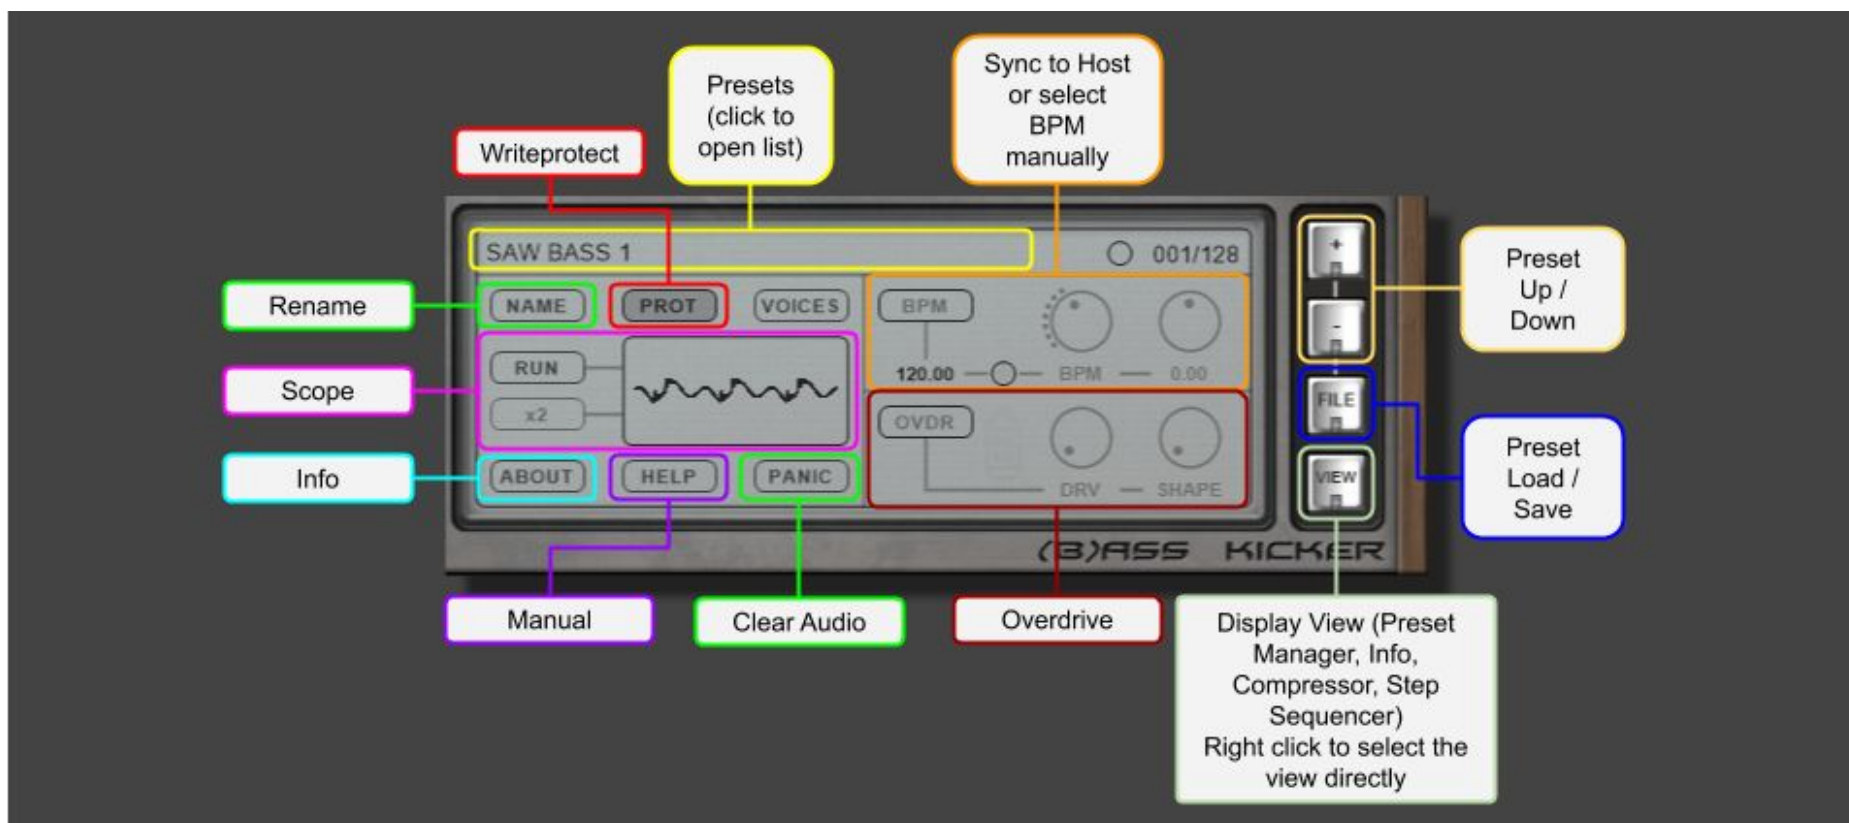 Presets
(click to
open list)
Sync to Host
or select
BPM
manually
Writeprotect
SAW BASS 1
001/128
+
-
Preset
Up /
Down
Rename
NAME
PROT
VOICES
BPM
120.00
BPM
0.00
Scope
RUN
x2
OVDR
DRV
SHAPE
FILE
VIEW
Preset
Load /
Save
Info
ABOUT
HELP
PANIC
(B)ASS KICKER
Manual
Clear Audio
Overdrive
Display View (Preset
Manager, Info,
Compressor, Step
Sequencer)
Right click to select the
view directly